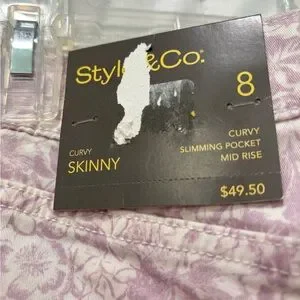 Style&Co.
8
CURVY
SKINNY
CURVY
SLIMMING POCKET
MID RISE
$49.50